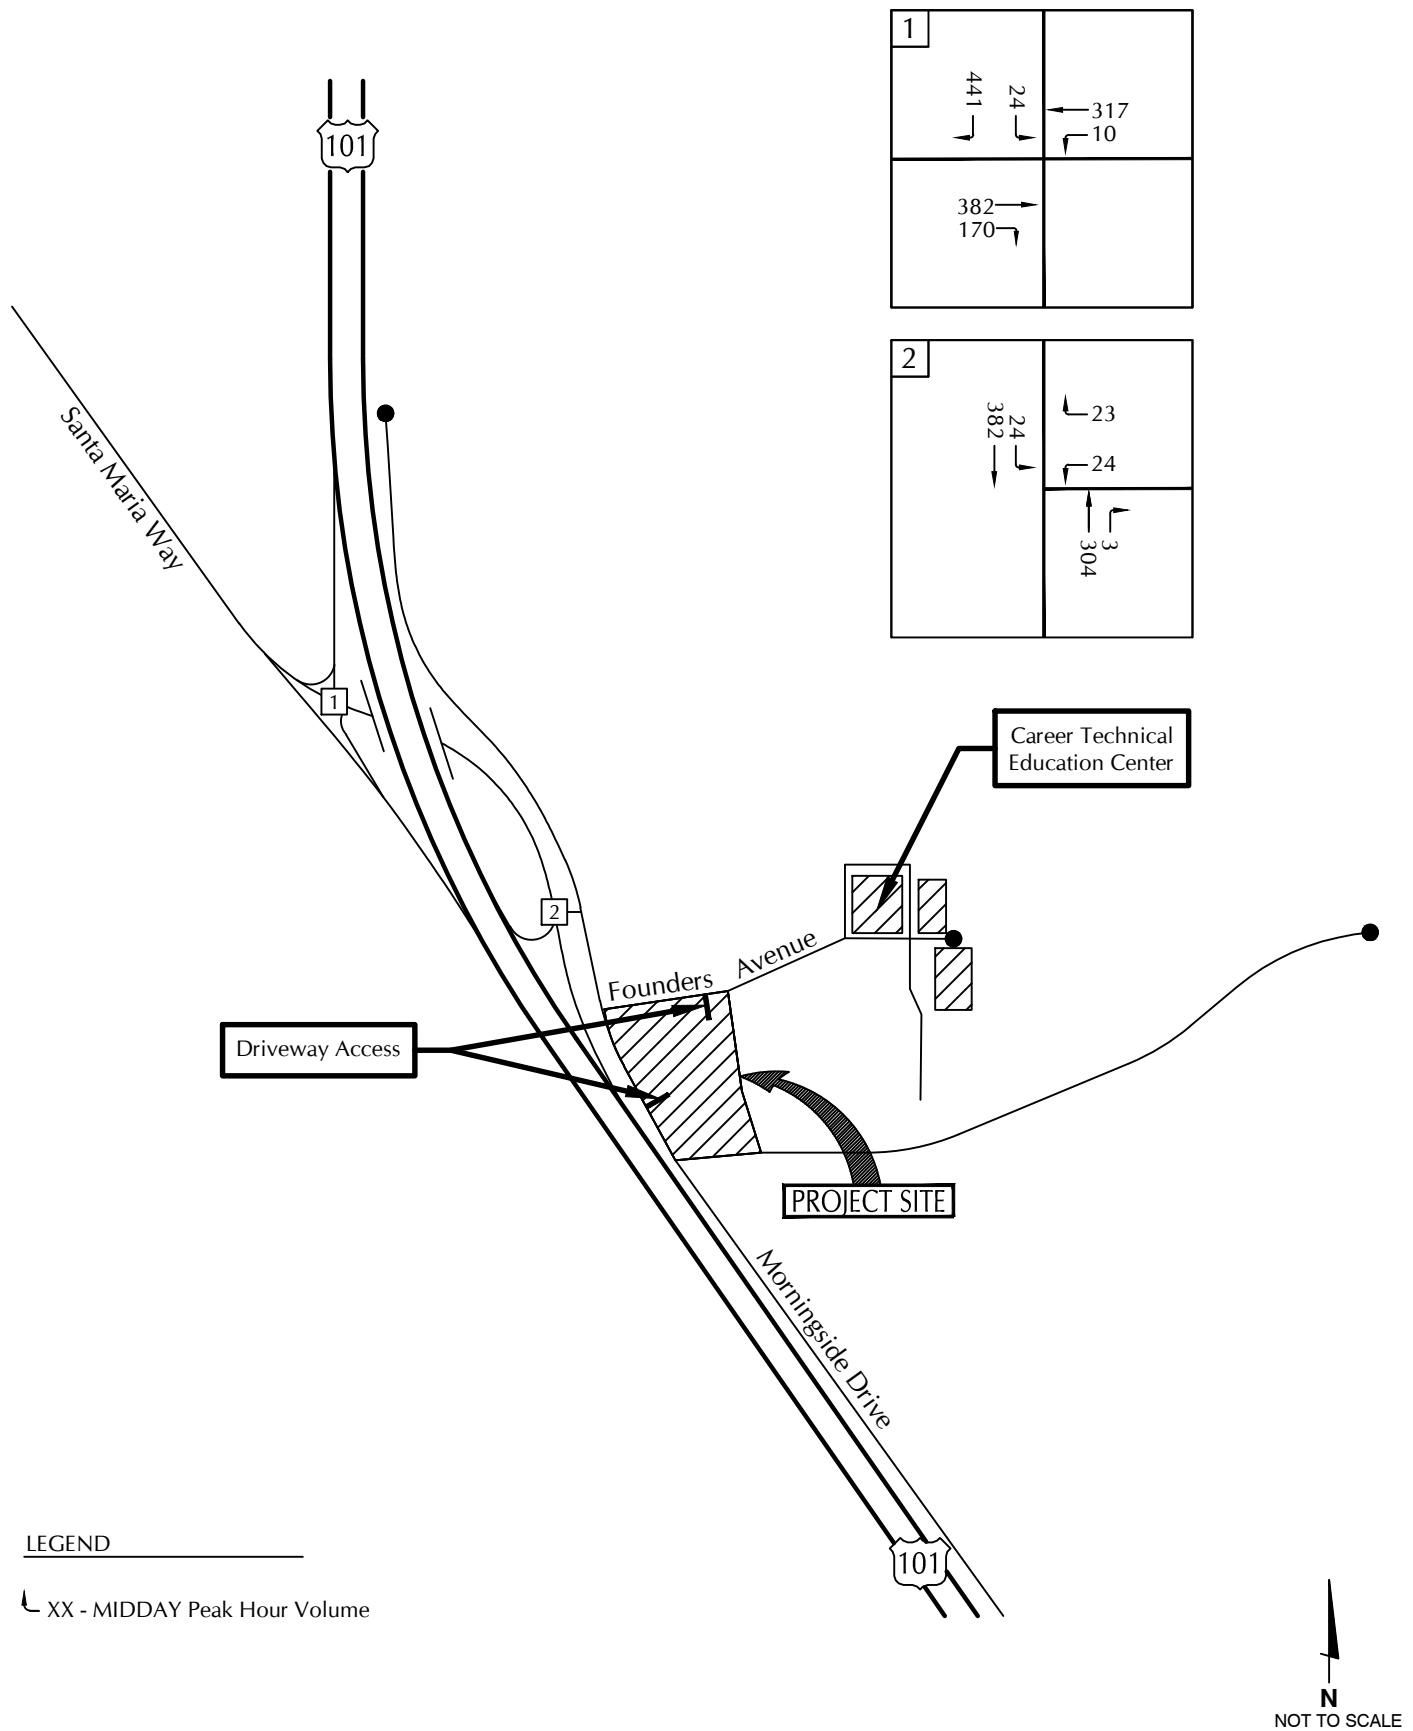 1
441
24
317
10
101
382
170
2
382
24
23
24
3
304
Santa Maria Way
1
Career Technical
Education Center
2
Founders Avenue
Driveway Access
PROJECT SITE
Morningside Drive
101
LEGEND
XX - MIDDAY Peak Hour Volume
N
NOT TO SCALE